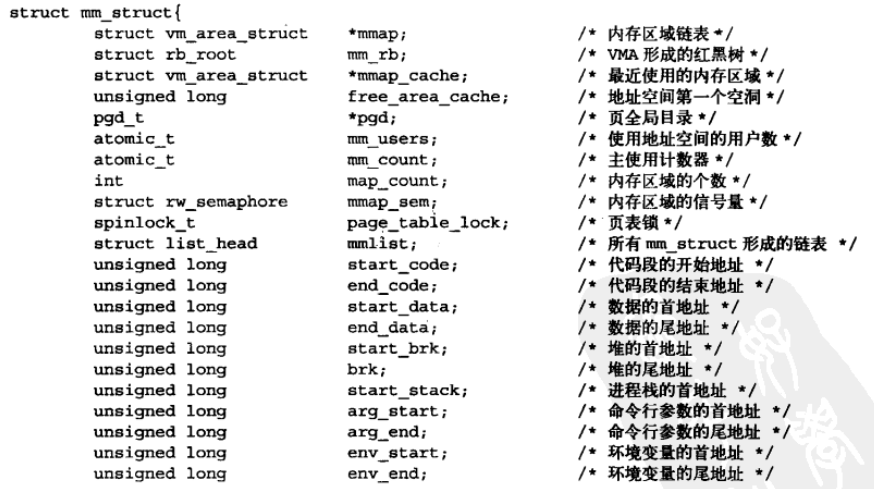 struct mm_struct{
struct vm_area_struct *mmap; /* 内存区域链表 */
struct rb_root mm_rb; /* VMA 形成的红黑树 */
struct vm_area_struct *mmap_cache; /* 最近使用的内存区域 */
unsigned long free_area_cache; /* 地址空间第一个空洞 */
pgd_t *pgd; /* 页全局目录 */
atomic_t mm_users; /* 使用地址空间的用户数 */
atomic_t mm_count; /* 主使用计数器 */
int map_count; /* 内存区域的个数 */
struct rw_semaphore mmap_sem; /* 内存区域的信号量 */
spinlock_t page_table_lock; /* 页表锁 */
struct list_head mmlist; /* 所有 mm_struct 形成的链表 */
unsigned long start_code; /* 代码段的开始地址 */
unsigned long end_code; /* 代码段的结束地址 */
unsigned long start_data; /* 数据的首地址 */
unsigned long end_data; /* 数据的尾地址 */
unsigned long start_brk; /* 堆的首地址 */
unsigned long brk; /* 堆的尾地址 */
unsigned long start_stack; /* 进程栈的首地址 */
unsigned long arg_start; /* 命令行参数的首地址 */
unsigned long arg_end; /* 命令行参数的尾地址 */
unsigned long env_start; /* 环境变量的首地址 */
unsigned long env_end; /* 环境变量的尾地址 */